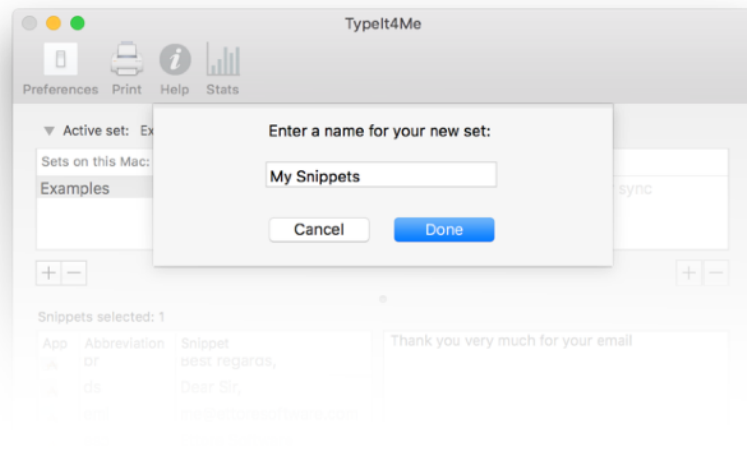 TypeIt4Me
Preferences Print Help Stats
Enter a name for your new set:
Active set: Ex
Sets on this Mac:
My Snippets
Examples
sync
Cancel Done
Snippets selected: 1
App Abbreviation Snippet
Thank you very much for your email
br Best regards,
ds Dear Sir,